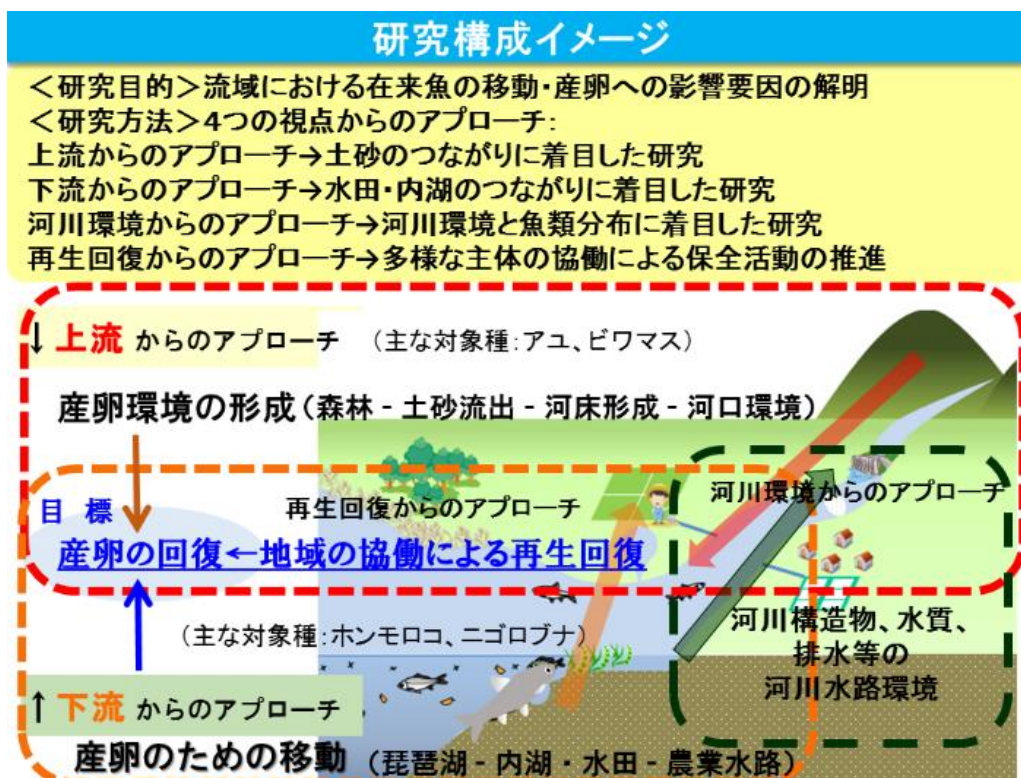 研究構成イメージ
＜研究目的＞流域における在来魚の移動・産卵への影響要因の解明
＜研究方法＞4つの視点からのアプローチ:
上流からのアプローチ→土砂のつながりに着目した研究
下流からのアプローチ→水田・内湖のつながりに着目した研究
河川環境からのアプローチ→河川環境と魚類分布に着目した研究
再生回復からのアプローチ→多様な主体の協働による保全活動の推進
↓ 上流 からのアプローチ （主な対象種：アユ、ビワマス）
産卵環境の形成（森林 - 土砂流出 - 河床形成 - 河口環境）
河川環境からのアプローチ
目 標
再生回復からのアプローチ
産卵の回復←地域の協働による再生回復
（主な対象種：ホンモロコ、ニゴロブナ）
河川構造物、水質、
排水等の
河川水路環境
↑ 下流 からのアプローチ
産卵のための移動 （琵琶湖 - 内湖・水田 - 農業水路）